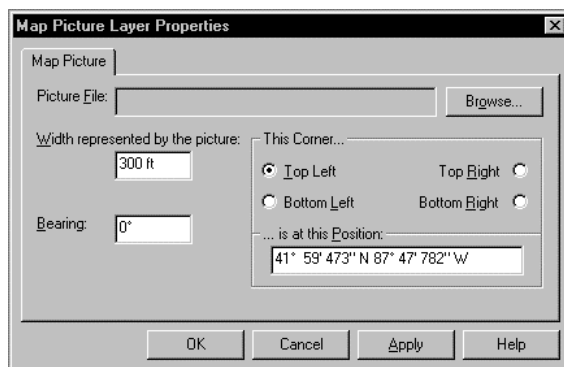 Map Picture Layer Properties
Map Picture
Picture File:
Browse...
Width represented by the picture:
300 ft
Bearing:
0°
This Corner...
Top Left
Top Right
Bottom Left
Bottom Right
... is at this Position:
41° 59' 473" N 87° 47' 782" W
OK
Cancel
Apply
Help